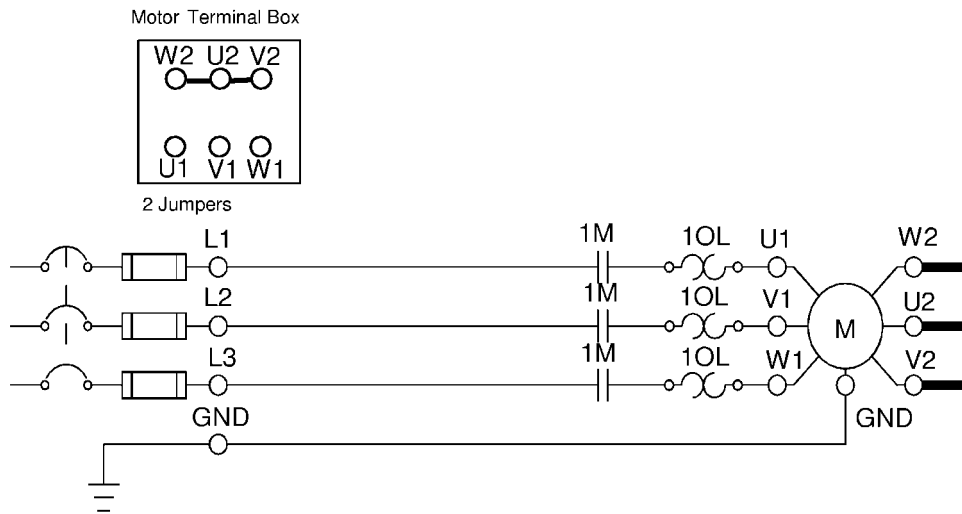 Motor Terminal Box
W2 U2 V2
U1 V1 W1
2 Jumpers
L1 1M 1OL U1 W2
L2 1M 1OL V1 M U2
L3 1M 1OL W1 V2
GND GND